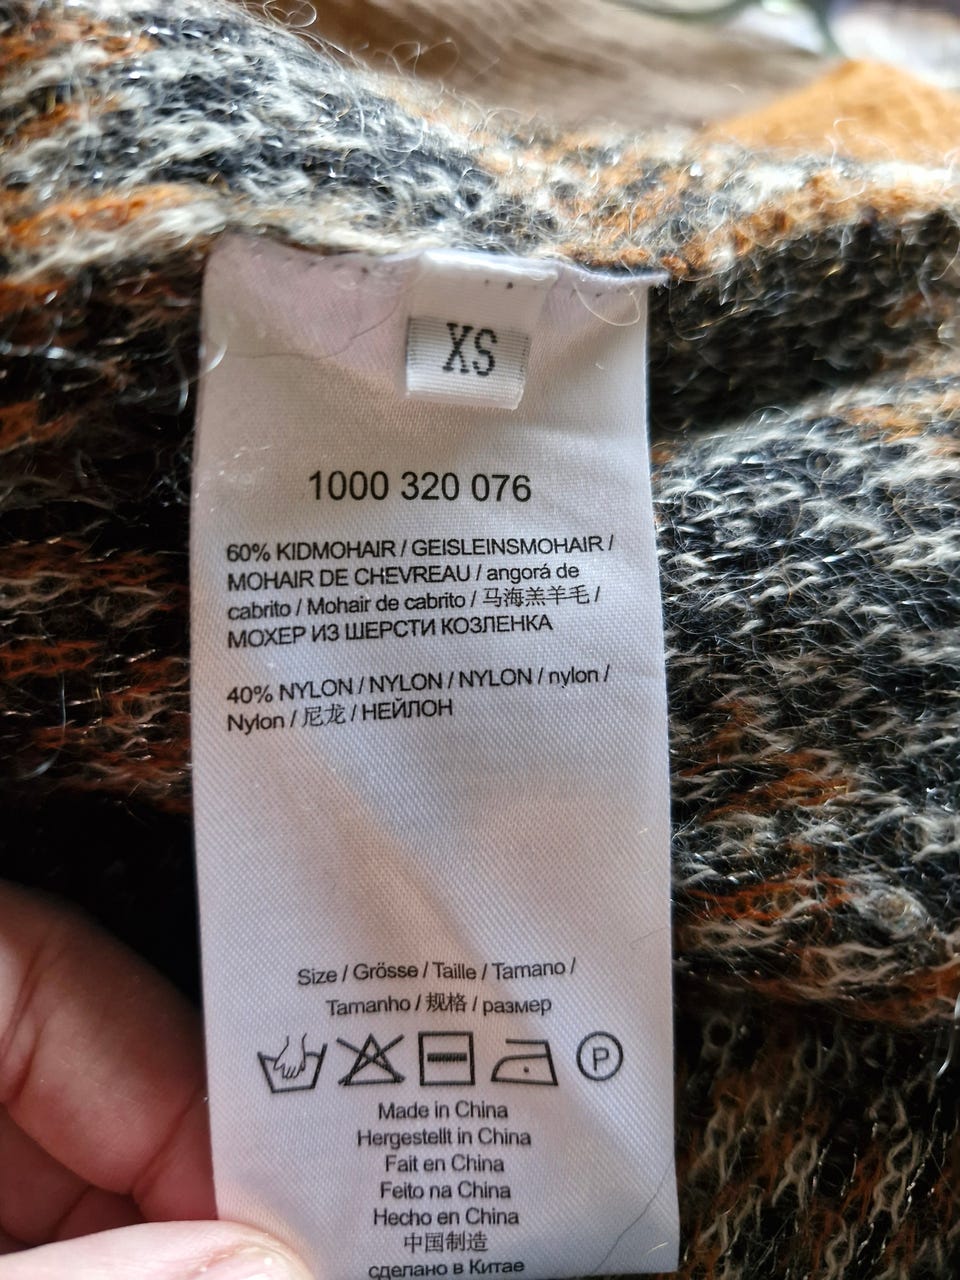 XS
1000 320 076
60% KIDMOHAIR / GEISLEINSMOHAIR /
MOHAIR DE CHEVREAU / angorá de
cabrito / Mohair de cabrito / 马海羔羊毛 /
МОХЕР ИЗ ШЕРСТИ КОЗЛЕНКА
40% NYLON / NYLON / NYLON / nylon /
Nylon / 尼龙 / НЕЙЛОН
Size / Grösse / Taille / Tamano /
Tamanho / 规格 / размер
P
Made in China
Hergestellt in China
Fait en China
Feito na China
Hecho en China
中国制造
сделано в Китае